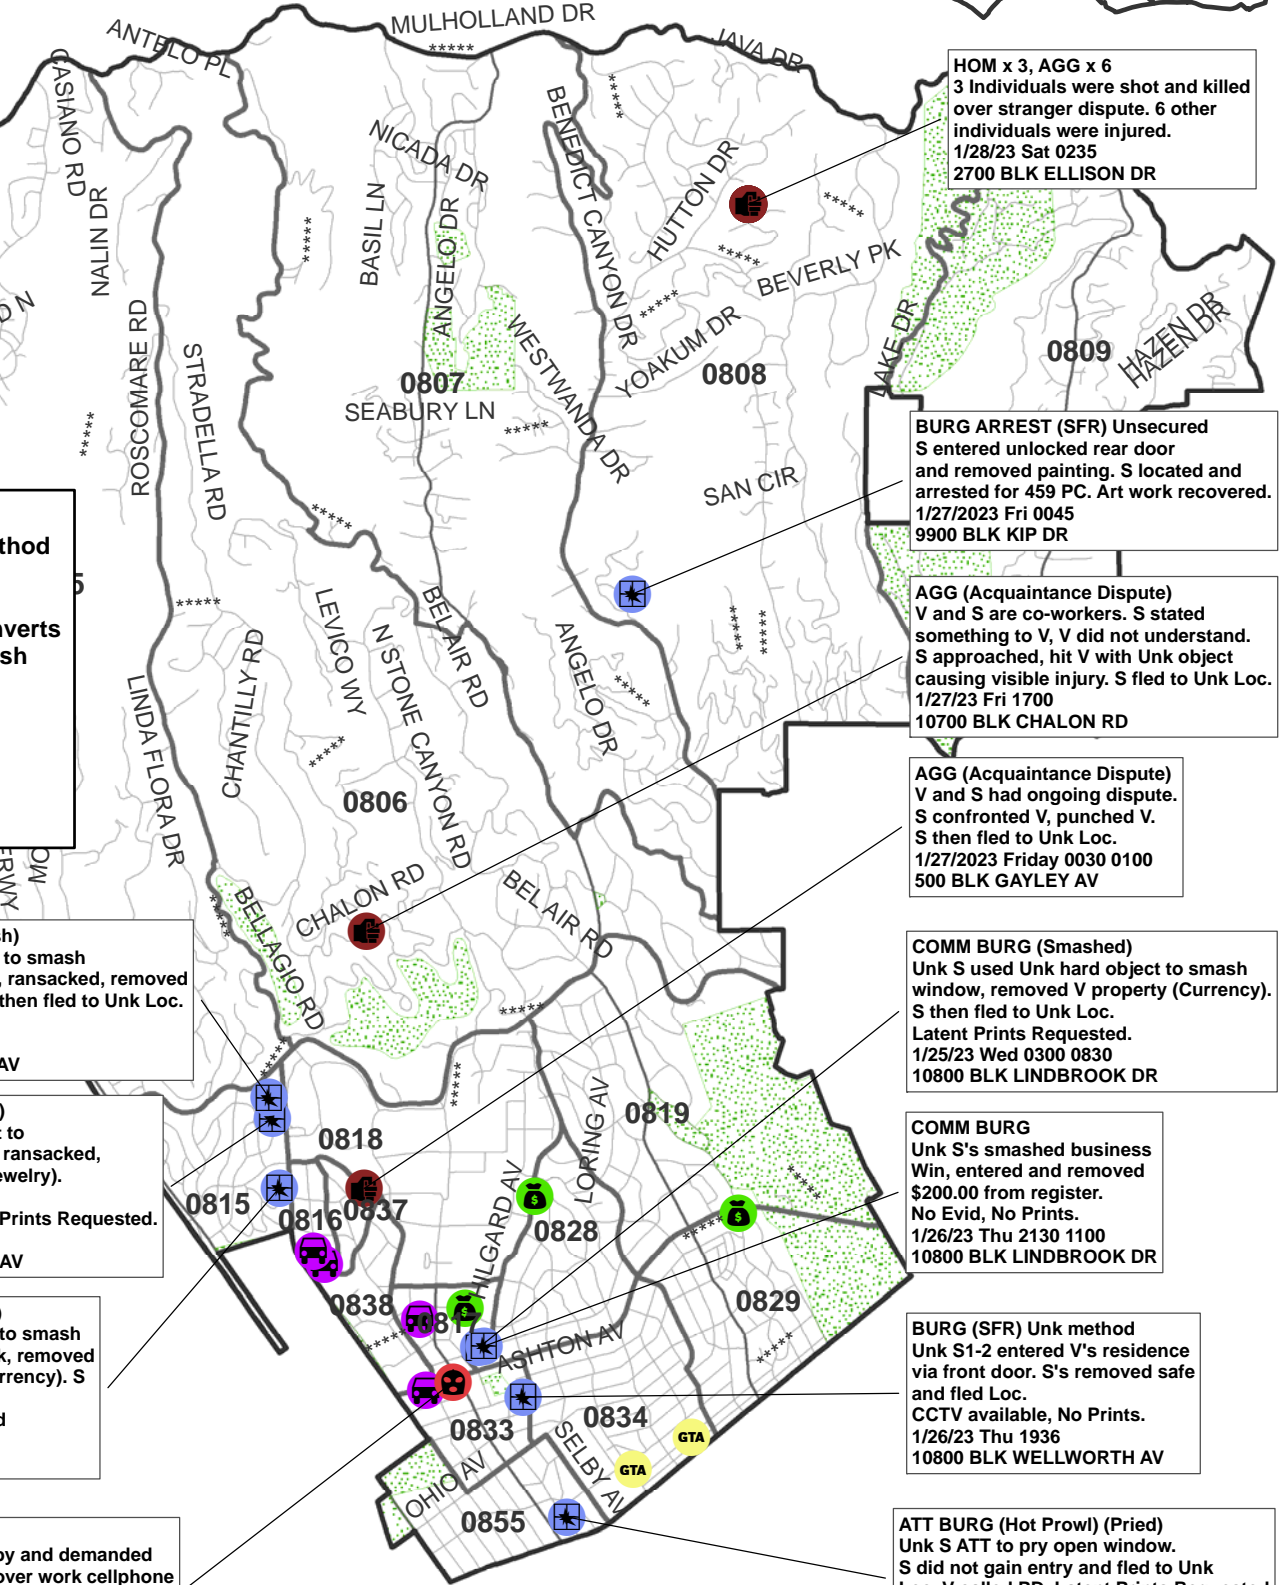 MULHOLLAND DR
ANTELO PL
JAVA DR
CASIANO RD
NALIN DR
NICADA DR
BASIL LN
ANGELO DR
BENEDICT CANYON DR
HUTTON DR
BEVERLY PK
HOM x 3, AGG x 6
3 Individuals were shot and killed
over stranger dispute. 6 other
individuals were injured.
1/28/23 Sat 0235
2700 BLK ELLISON DR
D N
ROSCOMARE RD
STRADELLA RD
WESTWANDA DR
YOAKUM DR
LAKE DR
HAZEN DR
HAZEN DR
0807
0808
0809
SEABURY LN
SAN CIR
BURG ARREST (SFR) Unsecured
S entered unlocked rear door
and removed painting. S located and
arrested for 459 PC. Art work recovered.
1/27/2023 Fri 0045
9900 BLK KIP DR
thod
5
nverts
sh
AGG (Acquaintance Dispute)
V and S are co-workers. S stated
something to V, V did not understand.
S approached, hit V with Unk object
causing visible injury. S fled to Unk Loc.
1/27/23 Fri 1700
10700 BLK CHALON RD
LINDA FLORA DR
CHANTILLY RD
LEVICO WY
N STONE CANYON RD
BEL AIR RD
ANGELO DR
0806
AGG (Acquaintance Dispute)
V and S had ongoing dispute.
S confronted V, punched V.
S then fled to Unk Loc.
1/27/2023 Friday 0030 0100
500 BLK GAYLEY AV
ERWY
MO
BELLAGIO RD
CHALON RD
BEL AIR RD
sh)
to smash
, ransacked, removed
then fled to Unk Loc.
AV
COMM BURG (Smashed)
Unk S used Unk hard object to smash
window, removed V property (Currency).
S then fled to Unk Loc.
Latent Prints Requested.
1/25/23 Wed 0300 0830
10800 BLK LINDBROOK DR
)
t to
ransacked,
ewelry).
Prints Requested.
AV
0818
0819
LORING AV
COMM BURG
Unk S's smashed business
Win, entered and removed
$200.00 from register.
No Evid, No Prints.
1/26/23 Thu 2130 1100
10800 BLK LINDBROOK DR
0815
0816
0837
HILGARD AV
0828
0838
0817
0829
)
to smash
k, removed
rrency). S
d
ASHTON AV
BURG (SFR) Unk method
Unk S1-2 entered V's residence
via front door. S's removed safe
and fled Loc.
CCTV available, No Prints.
1/26/23 Thu 1936
10800 BLK WELLWORTH AV
0833
0834
SELBY AV
GTA
GTA
OHIO AV
0855
by and demanded
over work cellphone
ATT BURG (Hot Prowl) (Pried)
Unk S ATT to pry open window.
S did not gain entry and fled to Unk